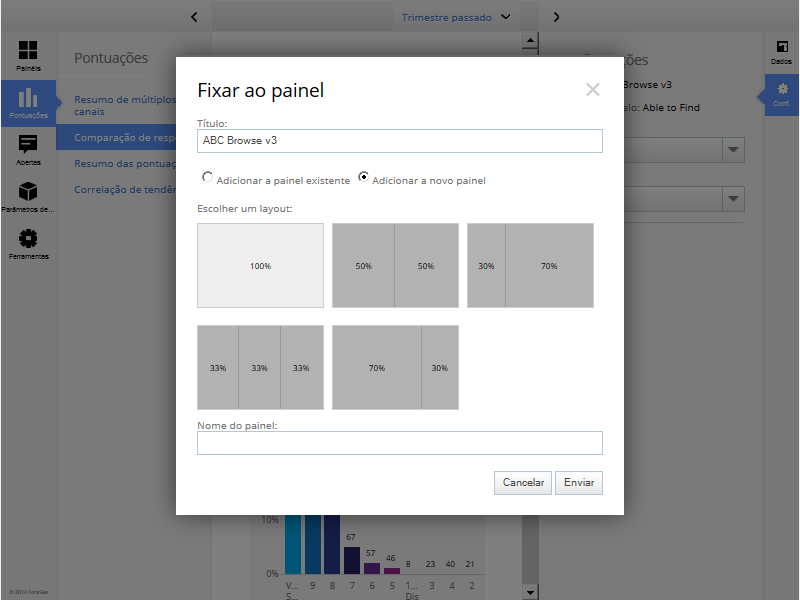 Trimestre passado
Painéis
Pontuações
Abertas
Parâmetros de...
Ferramentas
Pontuações
Resumo de múltiplos
canais
Comparação de resp
Resumo das pontuaç
Correlação de tendên
Fixar ao painel
Título:
ABC Browse v3
Adicionar a painel existente
Adicionar a novo painel
Escolher um layout:
100%
50% 50%
30% 70%
33% 33% 33%
70% 30%
Nome do painel:
Cancelar
Enviar
Browse v3
elo: Able to Find
Dados
Conf.
10%
0%
67
57
46
8
23
40
21
V... 9 8 7 6 5 1... 4 3 2
S... Dis
© 2014 ForeSee